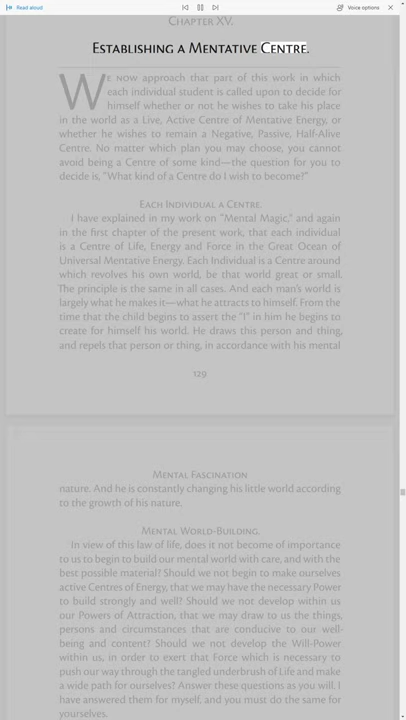 Read aloud
Voice options
CHAPTER XV.
ESTABLISHING A MENTATIVE CENTRE.
WE NOW approach that part of this work in which
each individual student is called upon to decide for
himself whether or not he wishes to take his place
in the world as a Live, Active Centre of Mentative Energy, or
whether he wishes to remain a Negative, Passive, Half-Alive
Centre. No matter which plan you may choose, you cannot
avoid being a Centre of some kind—the question for you to
decide is, “What kind of a Centre do I wish to become?”
EACH INDIVIDUAL A CENTRE.
I have explained in my work on “Mental Magic,” and again
in the first chapter of the present work, that each individual
is a Centre of Life, Energy and Force in the Great Ocean of
Universal Mentative Energy. Each Individual is a Centre around
which revolves his own world, be that world great or small.
The principle is the same in all cases. And each man’s world is
largely what he makes it—what he attracts to himself. From the
time that the child begins to assert the “I” in him he begins to
create for himself his world. He draws this person and thing,
and repels that person or thing, in accordance with his mental
129
MENTAL FASCINATION
nature. And he is constantly changing his little world according
to the growth of his nature.
MENTAL WORLD-BUILDING.
In view of this law of life, does it not become of importance
to us to begin to build our mental world with care, and with the
best possible material? Should we not begin to make ourselves
active Centres of Energy, that we may have the necessary Power
to build strongly and well? Should we not develop within us
our Powers of Attraction, that we may draw to us the things,
persons and circumstances that are conducive to our well-
being and content? Should we not develop the Will-Power
within us, in order to exert that Force which is necessary to
push our way through the tangled underbrush of Life and make
a wide path for ourselves? Answer these questions as you will. I
have answered them for myself, and you must do the same for
yourselves.